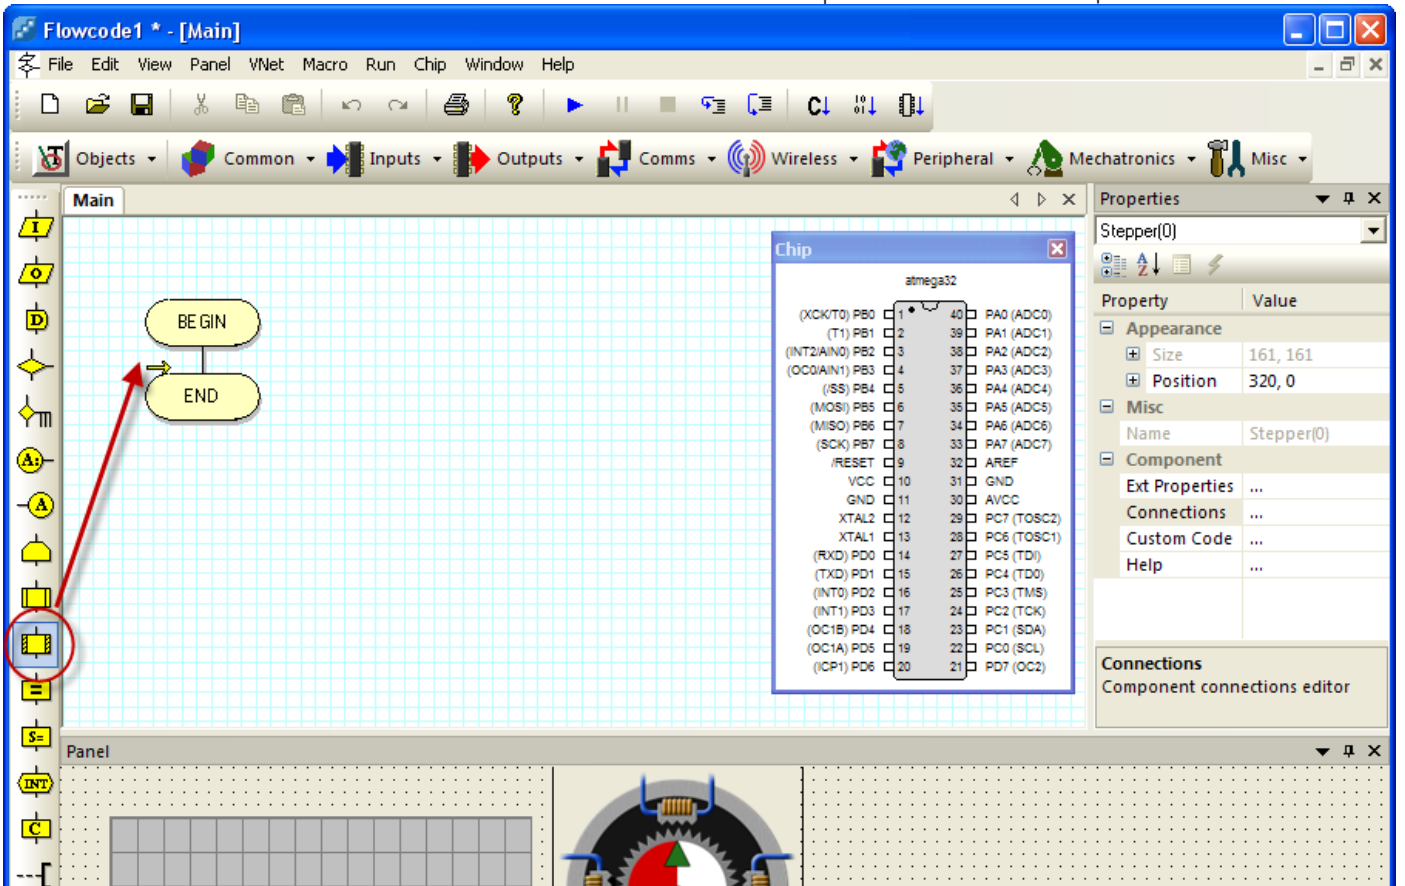 Flowcode1 * - [Main]
File Edit View Panel VNet Macro Run Chip Window Help
Objects Common Inputs Outputs Comms Wireless Peripheral Mechatronics Misc
Main
Properties
Stepper(0)
Property Value
Appearance
Size 161, 161
Position 320, 0
Misc
Name Stepper(0)
Component
Ext Properties ...
Connections ...
Custom Code ...
Help ...
Connections
Component connections editor
I
O
D
A:
A
=
S=
INT
C
BEGIN
END
Chip
atmega32
(XCK/T0) PB0 1 40 PA0 (ADC0)
(T1) PB1 2 39 PA1 (ADC1)
(INT2/AIN0) PB2 3 38 PA2 (ADC2)
(OC0/AIN1) PB3 4 37 PA3 (ADC3)
(/SS) PB4 5 36 PA4 (ADC4)
(MOSI) PB5 6 35 PA5 (ADC5)
(MISO) PB6 7 34 PA6 (ADC6)
(SCK) PB7 8 33 PA7 (ADC7)
/RESET 9 32 AREF
VCC 10 31 GND
GND 11 30 AVCC
XTAL2 12 29 PC7 (TOSC2)
XTAL1 13 28 PC6 (TOSC1)
(RXD) PD0 14 27 PC5 (TDI)
(TXD) PD1 15 26 PC4 (TD0)
(INT0) PD2 16 25 PC3 (TMS)
(INT1) PD3 17 24 PC2 (TCK)
(OC1B) PD4 18 23 PC1 (SDA)
(OC1A) PD5 19 22 PC0 (SCL)
(ICP1) PD6 20 21 PD7 (OC2)
Panel